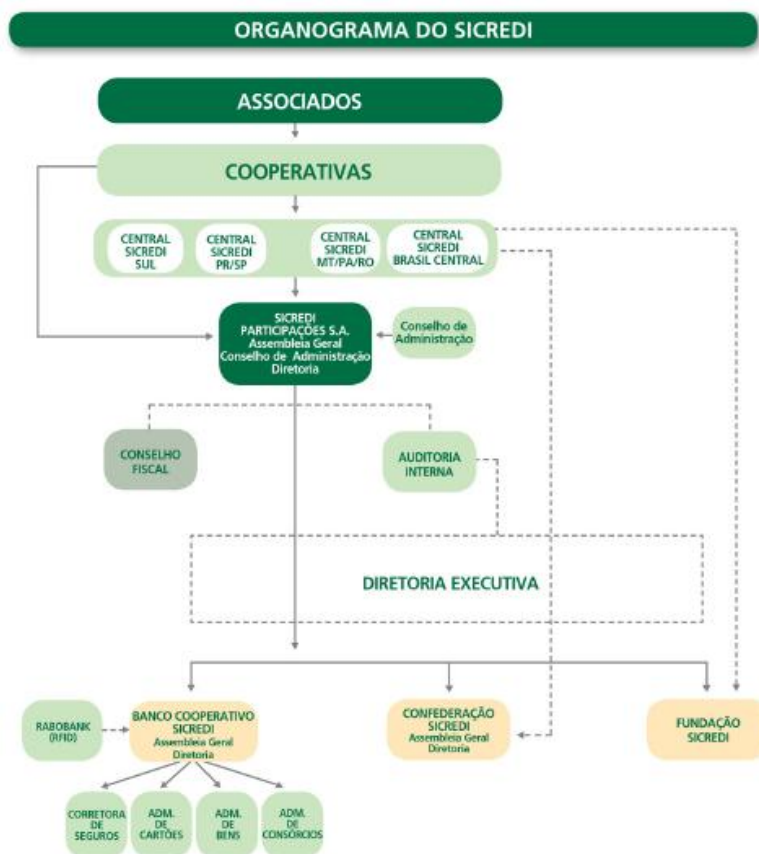 ORGANOGRAMA DO SICREDI
ASSOCIADOS
COOPERATIVAS
CENTRAL
SICREDI
SUL
CENTRAL
SICREDI
PR/SP
CENTRAL
SICREDI
MT/PA/RO
CENTRAL
SICREDI
BRASIL CENTRAL
SICREDI
PARTICIPAÇÕES S.A.
Assembleia Geral
Conselho de Administração
Diretoria
Conselho de
Administração
CONSELHO
FISCAL
AUDITORIA
INTERNA
DIRETORIA EXECUTIVA
RABOBANK
(RFID)
BANCO COOPERATIVO
SICREDI
Assembleia Geral
Diretoria
CONFEDERAÇÃO
SICREDI
Assembleia Geral
Diretoria
FUNDAÇÃO
SICREDI
CORRETORA
DE
SEGUROS
ADM.
DE
CARTÕES
ADM.
DE
BENS
ADM.
DE
CONSÓRCIOS